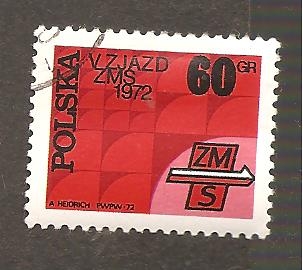 POLSKA
V ZJAZD
ZMS
1972
60 GR
ZM
S
A HEIDRICH PWPW-72